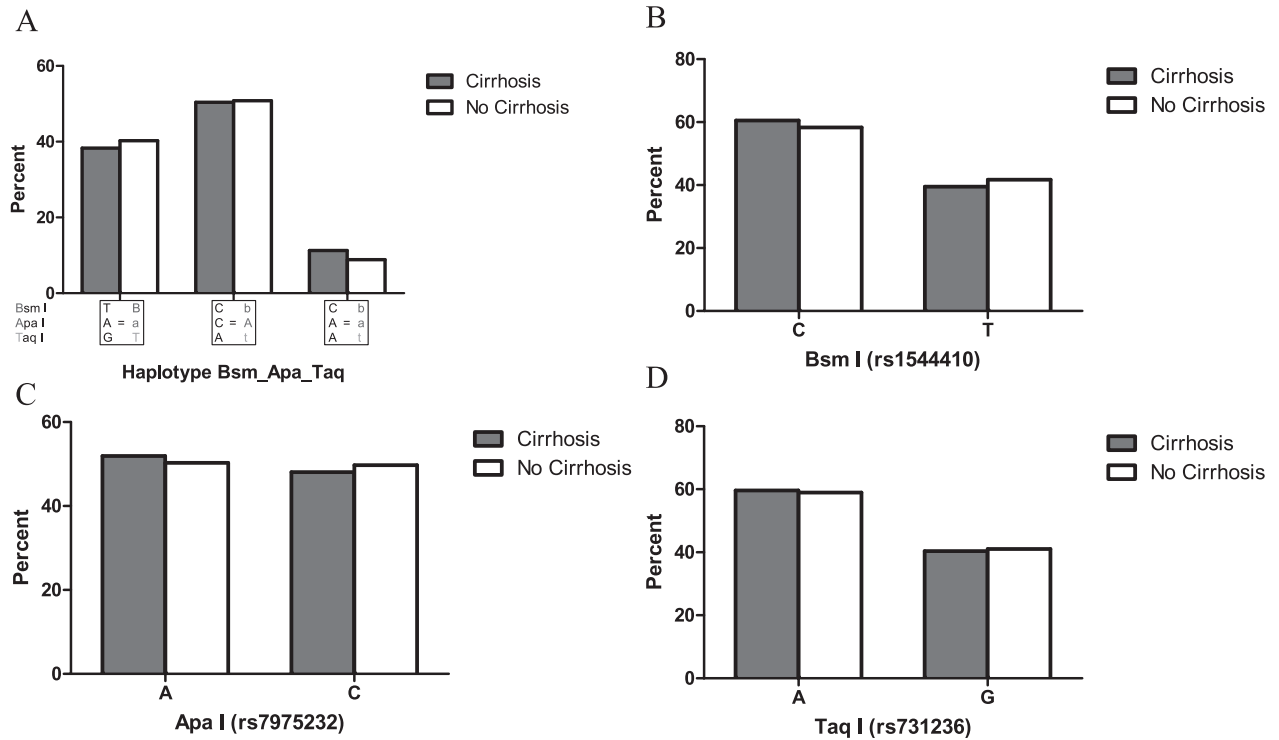 A
60
40
20
0
Percent
Cirrhosis
No Cirrhosis
Bsm I
Apa I
Taq I
T B
A = a
G T
C b
C = A
A t
C b
A = a
A t
Haplotype Bsm_Apa_Taq
B
80
60
40
20
0
Percent
Cirrhosis
No Cirrhosis
C T
Bsm I (rs1544410)
C
60
40
20
0
Percent
Cirrhosis
No Cirrhosis
A C
Apa I (rs7975232)
D
80
60
40
20
0
Percent
Cirrhosis
No Cirrhosis
A G
Taq I (rs731236)